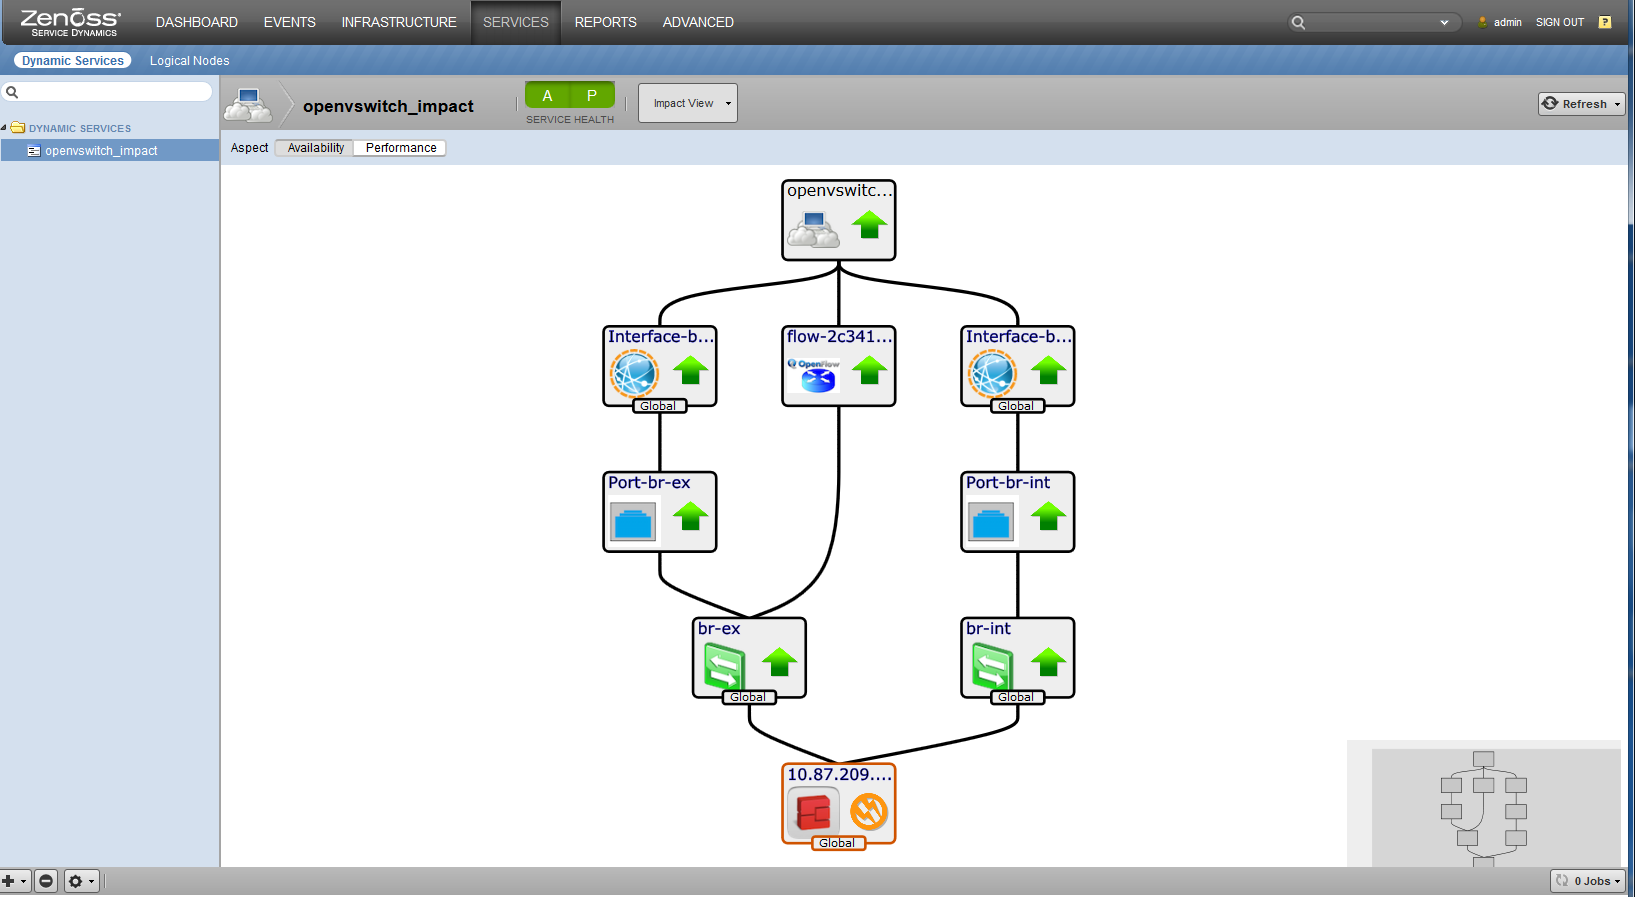 Zenoss
SERVICE DYNAMICS
DASHBOARD EVENTS INFRASTRUCTURE SERVICES REPORTS ADVANCED
admin SIGN OUT ?
Dynamic Services Logical Nodes
openvswitch_impact
A P
SERVICE HEALTH
Impact View
Refresh
DYNAMIC SERVICES
openvswitch_impact
Aspect Availability Performance
openvswitc...
Interface-b... flow-2c341... Interface-b...
OpenFlow
Global Global
Port-br-ex Port-br-int
br-ex br-int
Global Global
10.87.209....
Global
0 Jobs